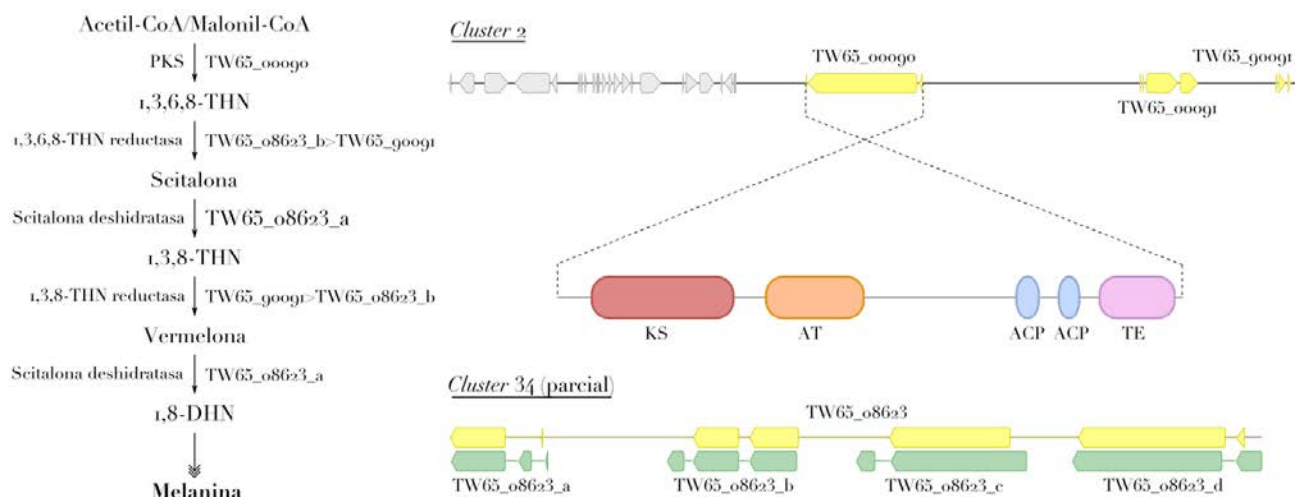 Acetil-CoA/Malonil-CoA
PKS TW65_00090
1,3,6,8-THN
1,3,6,8-THN reductasa TW65_08623_b>TW65_90091
Scitalona
Scitalona deshidratasa TW65_08623_a
1,3,8-THN
1,3,8-THN reductasa TW65_90091>TW65_08623_b
Vermelona
Scitalona deshidratasa TW65_08623_a
1,8-DHN
Melanina
Cluster 2
TW65_00090
TW65_90091
TW65_00091
KS
AT
ACP
ACP
TE
Cluster 34 (parcial)
TW65_08623
TW65_08623_a
TW65_08623_b
TW65_08623_c
TW65_08623_d